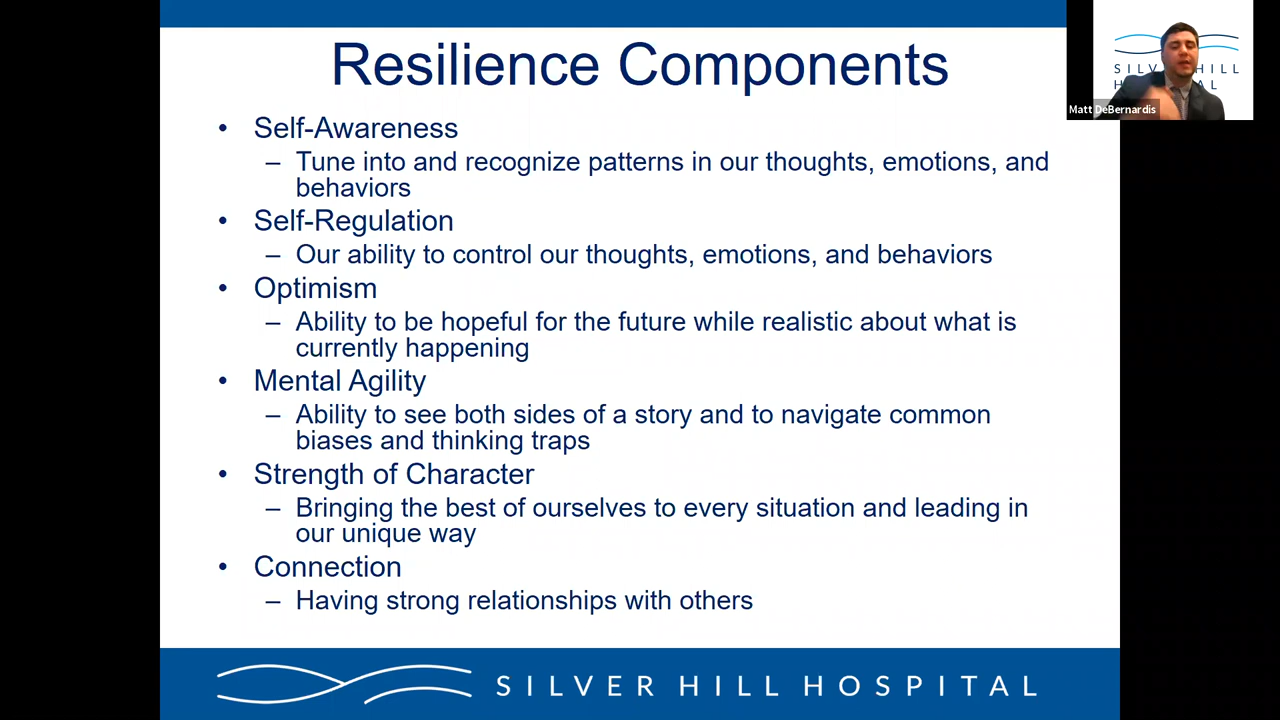 Resilience Components
• Self-Awareness
– Tune into and recognize patterns in our thoughts, emotions, and
behaviors
• Self-Regulation
– Our ability to control our thoughts, emotions, and behaviors
• Optimism
– Ability to be hopeful for the future while realistic about what is
currently happening
• Mental Agility
– Ability to see both sides of a story and to navigate common
biases and thinking traps
• Strength of Character
– Bringing the best of ourselves to every situation and leading in
our unique way
• Connection
– Having strong relationships with others
SILVER HILL HOSPITAL
Matt DeBernardis